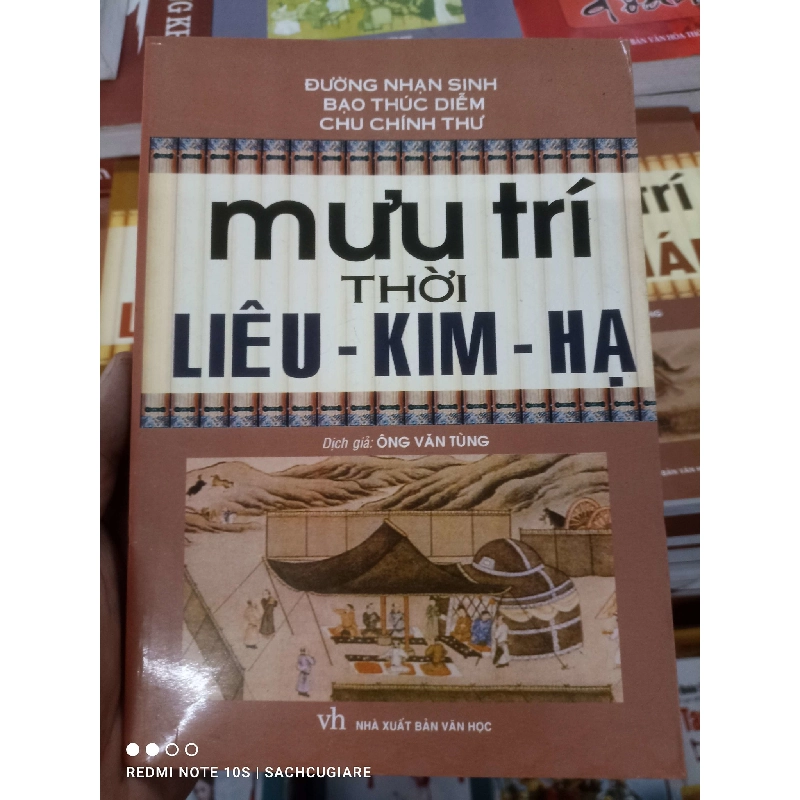 ĐƯỜNG NHẠN SINH
BẠO THÚC DIỄM
CHU CHÍNH THƯ
mưu trí
THỜI
LIÊU - KIM - HẠ
Dịch giả: ÔNG VĂN TÙNG
vh NHÀ XUẤT BẢN VĂN HỌC
REDMI NOTE 10S | SACHCUGIARE